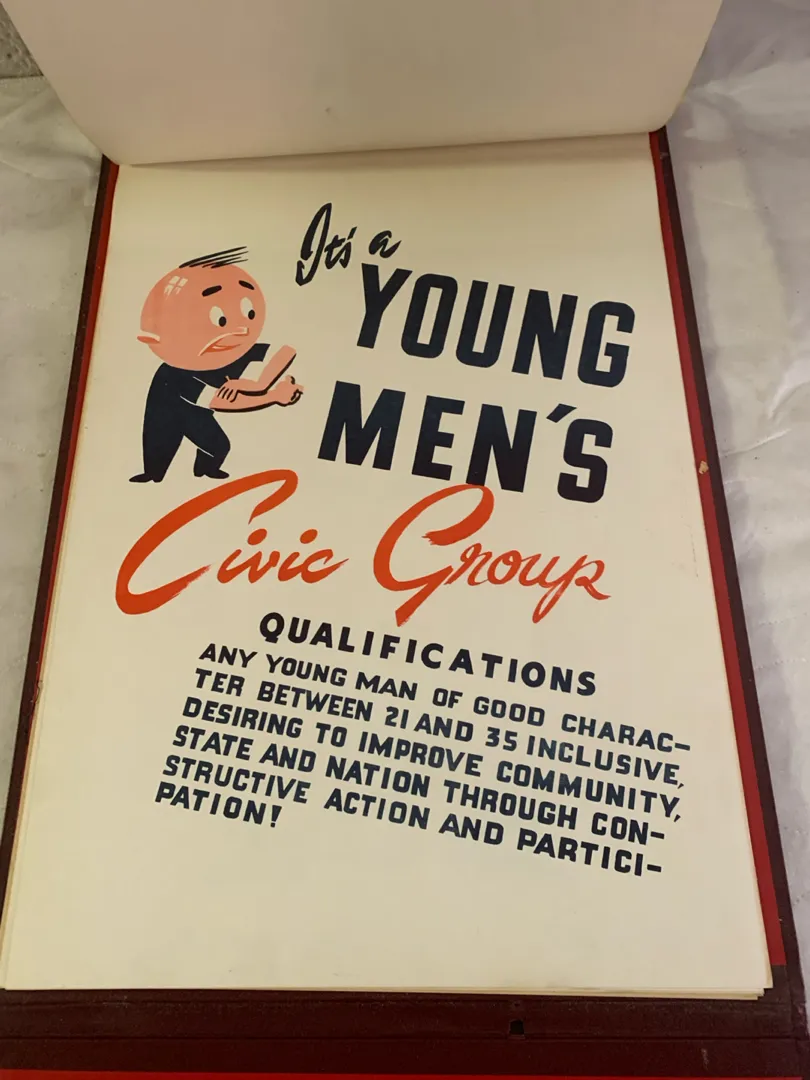 It's a
YOUNG
MEN'S
Civic Group
QUALIFICATIONS
ANY YOUNG MAN OF GOOD CHARAC-
TER BETWEEN 21 AND 35 INCLUSIVE,
DESIRING TO IMPROVE COMMUNITY,
STATE AND NATION THROUGH CON-
STRUCTIVE ACTION AND PARTICI-
PATION!